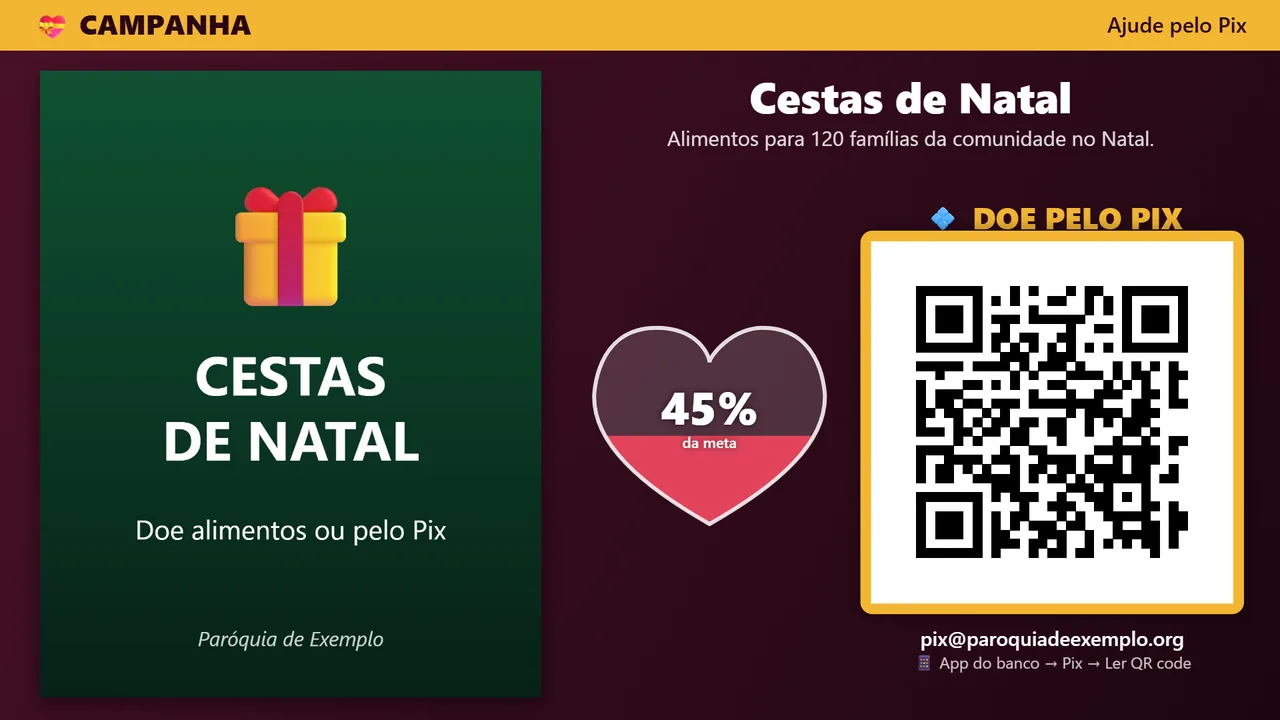 CAMPANHA
Ajude pelo Pix
CESTAS
DE NATAL
Doe alimentos ou pelo Pix
Paróquia de Exemplo
Cestas de Natal
Alimentos para 120 famílias da comunidade no Natal.
45%
da meta
DOE PELO PIX
pix@paroquiadeexemplo.org
App do banco → Pix → Ler QR code